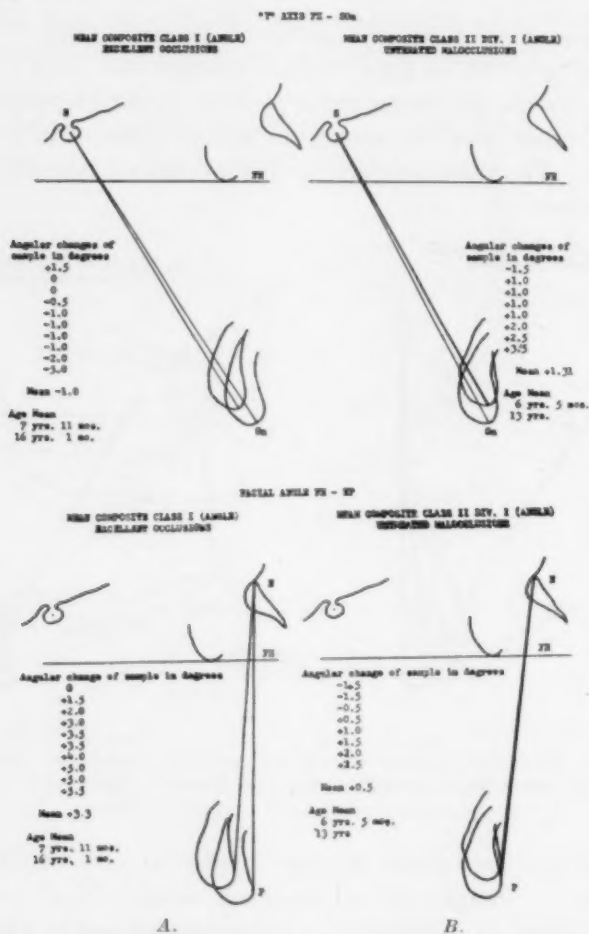 "Y" AXIS FH - SGn
MEAN COMPOSITE CLASS I (ANGLE)
EXCELLENT OCCLUSIONS
MEAN COMPOSITE CLASS II DIV. I (ANGLE)
UNTREATED MALOCCLUSIONS
S
S
FH
FH
Angular changes of
sample in degrees
+1.5
0
0
-0.5
-1.0
-1.0
-1.0
-1.0
-2.0
-3.0
Mean -1.0
Age Mean
7 yrs. 11 mos.
16 yrs. 1 mo.
Gn
Angular changes of
sample in degrees
-1.5
+1.0
+1.0
+1.0
+1.0
+2.0
+2.5
+3.5
Mean +1.31
Age Mean
6 yrs. 5 mos.
13 yrs.
Gn
FACIAL ANGLE FH - NP
MEAN COMPOSITE CLASS I (ANGLE)
EXCELLENT OCCLUSIONS
MEAN COMPOSITE CLASS II DIV. I (ANGLE)
UNTREATED MALOCCLUSIONS
N
N
FH
FH
Angular change of sample in degrees
0
+1.5
+2.0
+3.0
+3.5
+3.5
+4.0
+5.0
+5.0
+5.5
Mean +3.3
Age Mean
7 yrs. 11 mos.
16 yrs, 1 mo.
P
Angular change of sample in degrees
-1.5
-1.5
-0.5
+0.5
+1.0
+1.5
+2.0
+2.5
Mean +0.5
Age Mean
6 yrs. 5 mos.
13 yrs
P
A.
B.